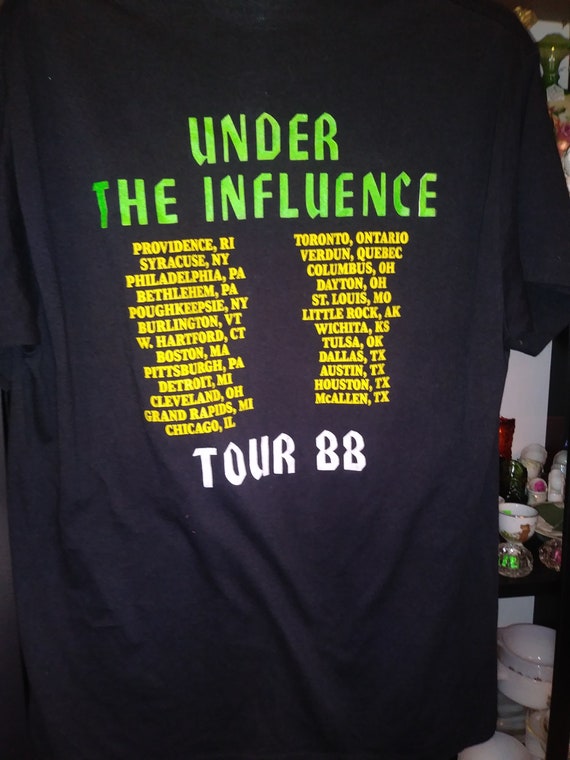 UNDER
THE INFLUENCE
PROVIDENCE, RI
SYRACUSE, NY
PHILADELPHIA, PA
BETHLEHEM, PA
POUGHKEEPSIE, NY
BURLINGTON, VT
W. HARTFORD, CT
BOSTON, MA
PITTSBURGH, PA
DETROIT, MI
CLEVELAND, OH
GRAND RAPIDS, MI
CHICAGO, IL
TORONTO, ONTARIO
VERDUN, QUEBEC
COLUMBUS, OH
DAYTON, OH
ST. LOUIS, MO
LITTLE ROCK, AK
WICHITA, KS
TULSA, OK
DALLAS, TX
AUSTIN, TX
HOUSTON, TX
McALLEN, TX
TOUR 88